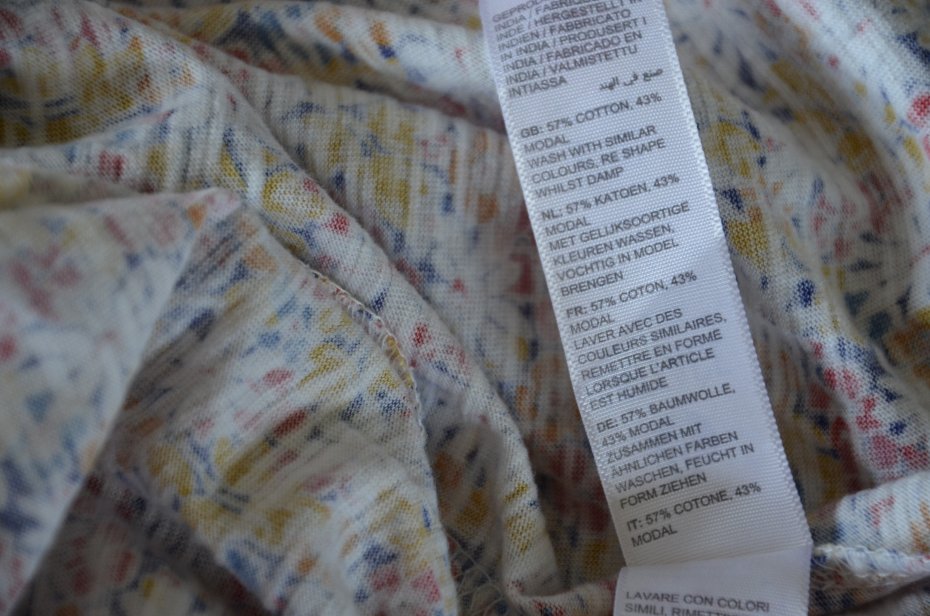 INDIA / FABRIQUÉ
INDE / HERGESTELLT IN
INDIEN / FABBRICATO
IN INDIA / PRODUSERT I
INDIA / FABRICADO EN
INDIA / VALMISTETTU
INTIASSA
صنع في الهند
GB: 57% COTTON, 43%
MODAL
WASH WITH SIMILAR
COLOURS, RE SHAPE
WHILST DAMP
NL: 57% KATOEN, 43%
MODAL
MET GELIJKSOORTIGE
KLEUREN WASSEN,
VOCHTIG IN MODEL
BRENGEN
FR: 57% COTON, 43%
MODAL
LAVER AVEC DES
COULEURS SIMILAIRES,
REMETTRE EN FORME
LORSQUE L'ARTICLE
EST HUMIDE
DE: 57% BAUMWOLLE,
43% MODAL
ZUSAMMEN MIT
ÄHNLICHEN FARBEN
WASCHEN, FEUCHT IN
FORM ZIEHEN
IT: 57% COTONE, 43%
MODAL
LAVARE CON COLORI
SIMILI,